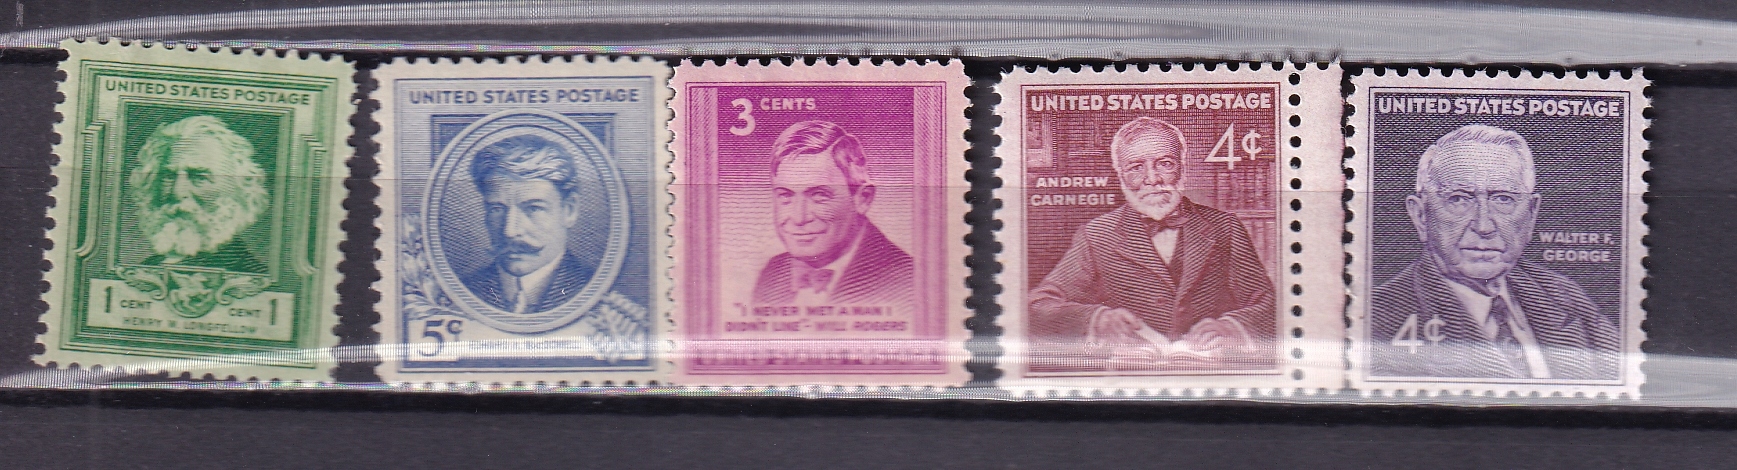 UNITED STATES POSTAGE
1 CENT
CENT 1
HENRY W. LONGFELLOW
UNITED STATES POSTAGE
5¢
3 CENTS
"I NEVER MET A MAN I
DIDN'T LIKE"-WILL ROGERS
UNITED STATES POSTAGE
4¢
ANDREW
CARNEGIE
UNITED STATES POSTAGE
WALTER F.
GEORGE
4¢